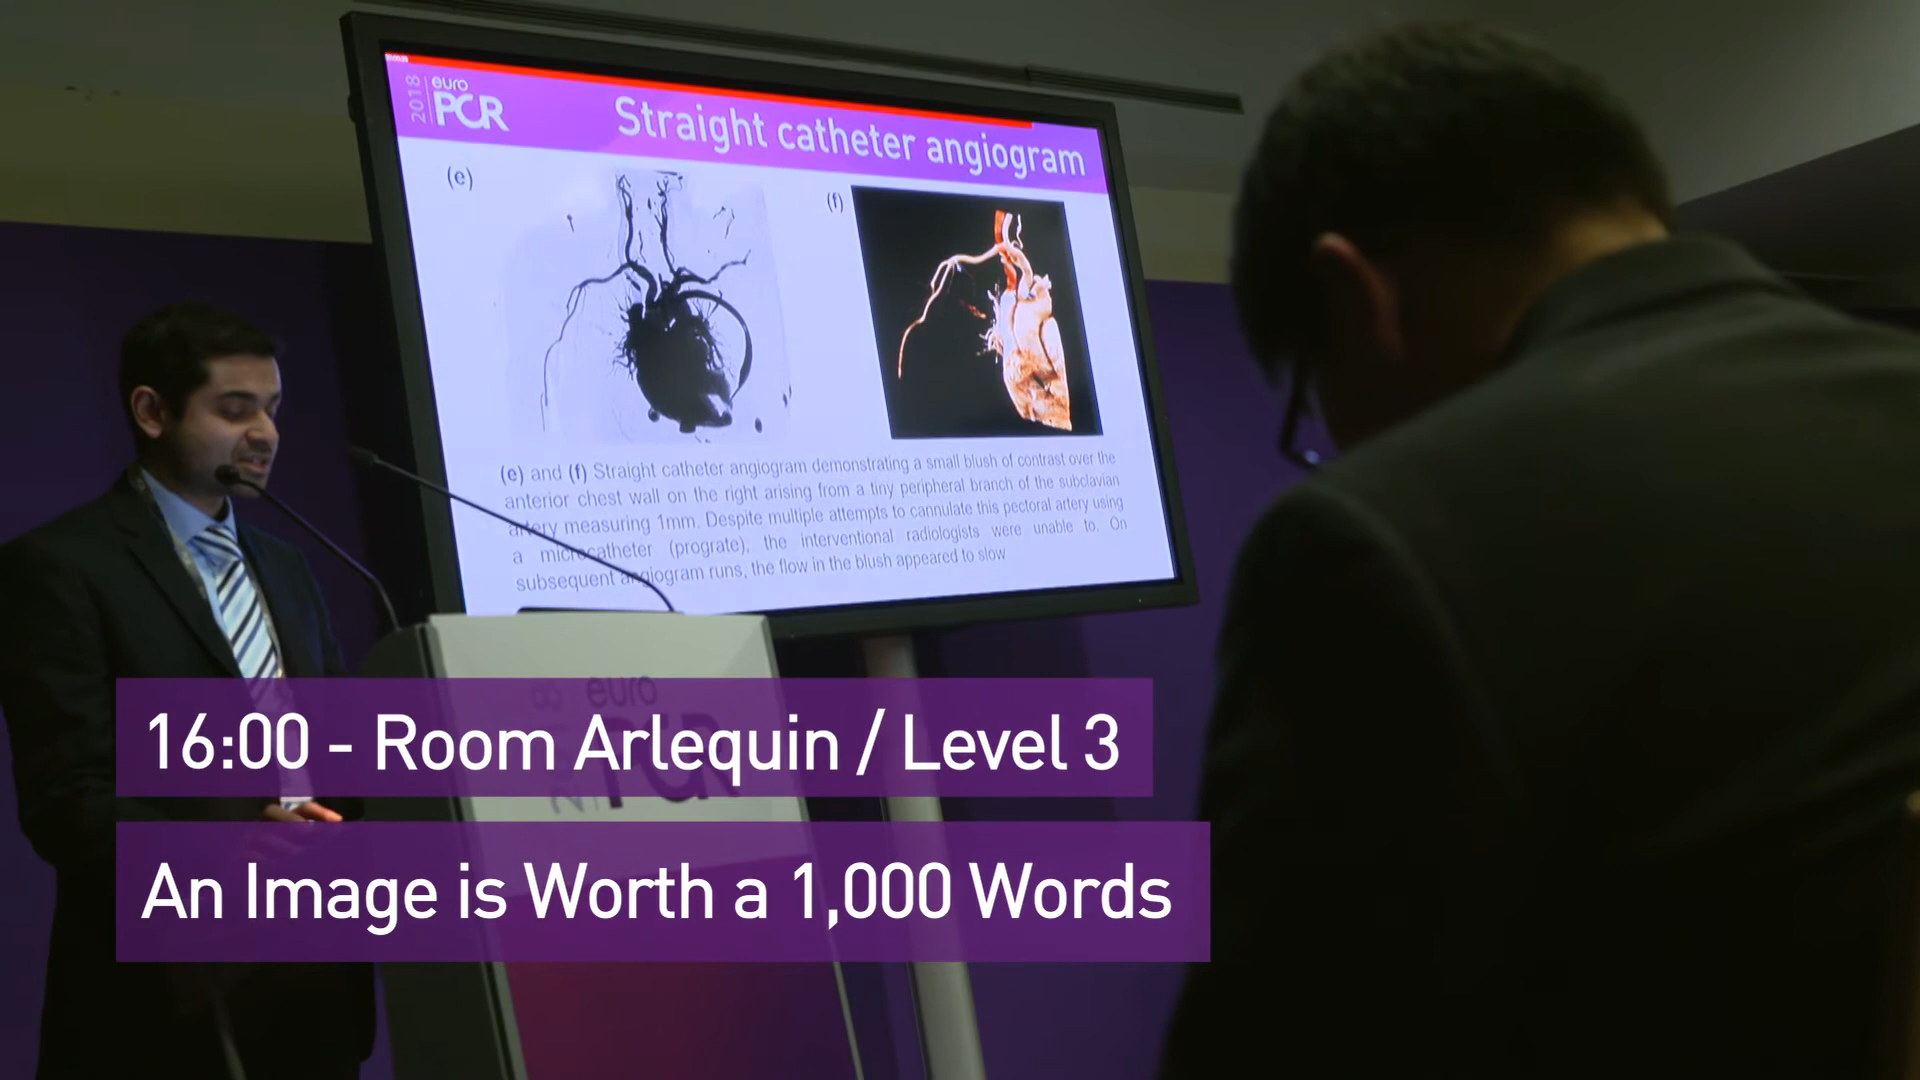 2018
euro
PCR
Straight catheter angiogram
(e)
(f)
(e) and (f) Straight catheter angiogram demonstrating a small blush of contrast over the
anterior chest wall on the right arising from a tiny peripheral branch of the subclavian
artery measuring 1mm. Despite multiple attempts to cannulate this pectoral artery using
a microcatheter (prograte), the interventional radiologists were unable to. On
subsequent angiogram runs, the flow in the blush appeared to slow
euro
PCR
16:00 - Room Arlequin / Level 3
An Image is Worth a 1,000 Words